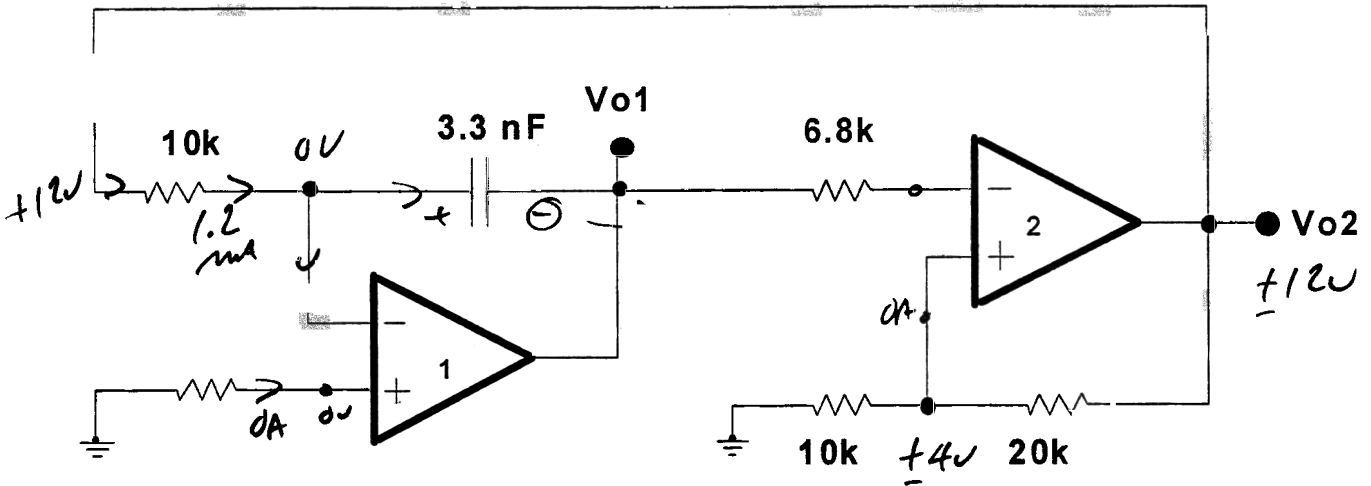 Vo1
10k
0V
3.3 nF
6.8k
+12V
1.2
mA
+
−
−
2
+
Vo2
±12V
0A
−
1
+
0A
0V
10k
±4V
20k